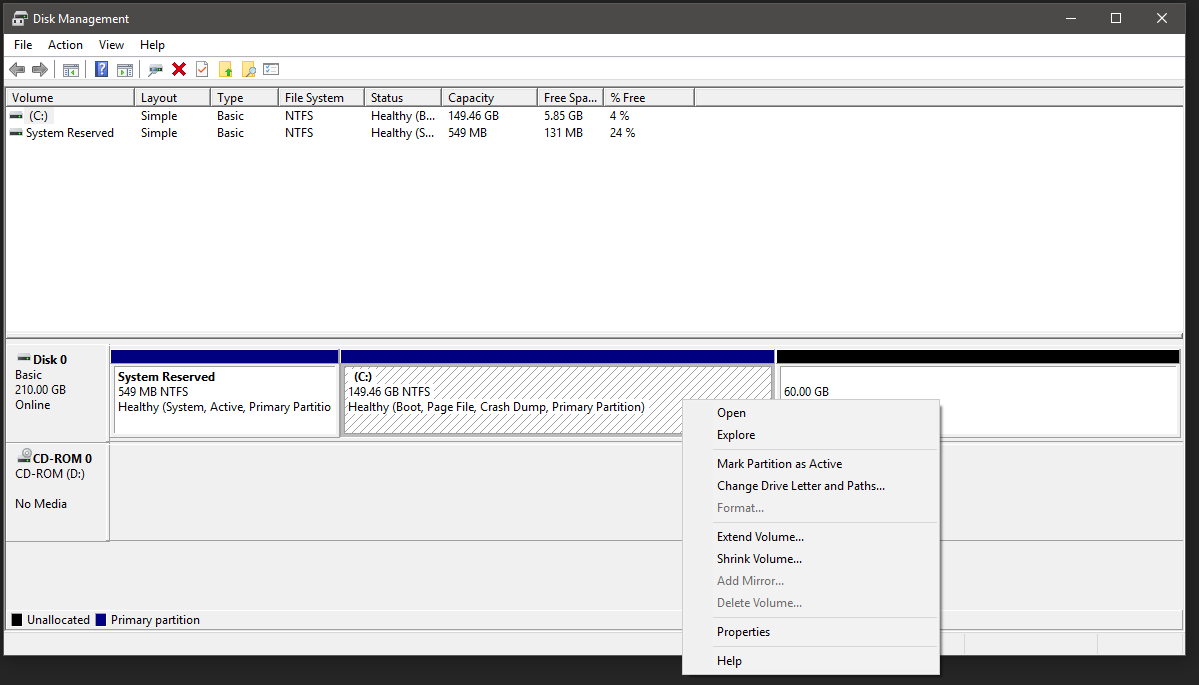 Disk Management
File Action View Help
Volume Layout Type File System Status Capacity Free Spa... % Free
(C:) Simple Basic NTFS Healthy (B... 149.46 GB 5.85 GB 4 %
System Reserved Simple Basic NTFS Healthy (S... 549 MB 131 MB 24 %
Disk 0
Basic
210.00 GB
Online
System Reserved
549 MB NTFS
Healthy (System, Active, Primary Partitio
(C:)
149.46 GB NTFS
Healthy (Boot, Page File, Crash Dump, Primary Partition)
60.00 GB
CD-ROM 0
CD-ROM (D:)
No Media
Open
Explore
Mark Partition as Active
Change Drive Letter and Paths...
Format...
Extend Volume...
Shrink Volume...
Add Mirror...
Delete Volume...
Properties
Help
Unallocated Primary partition